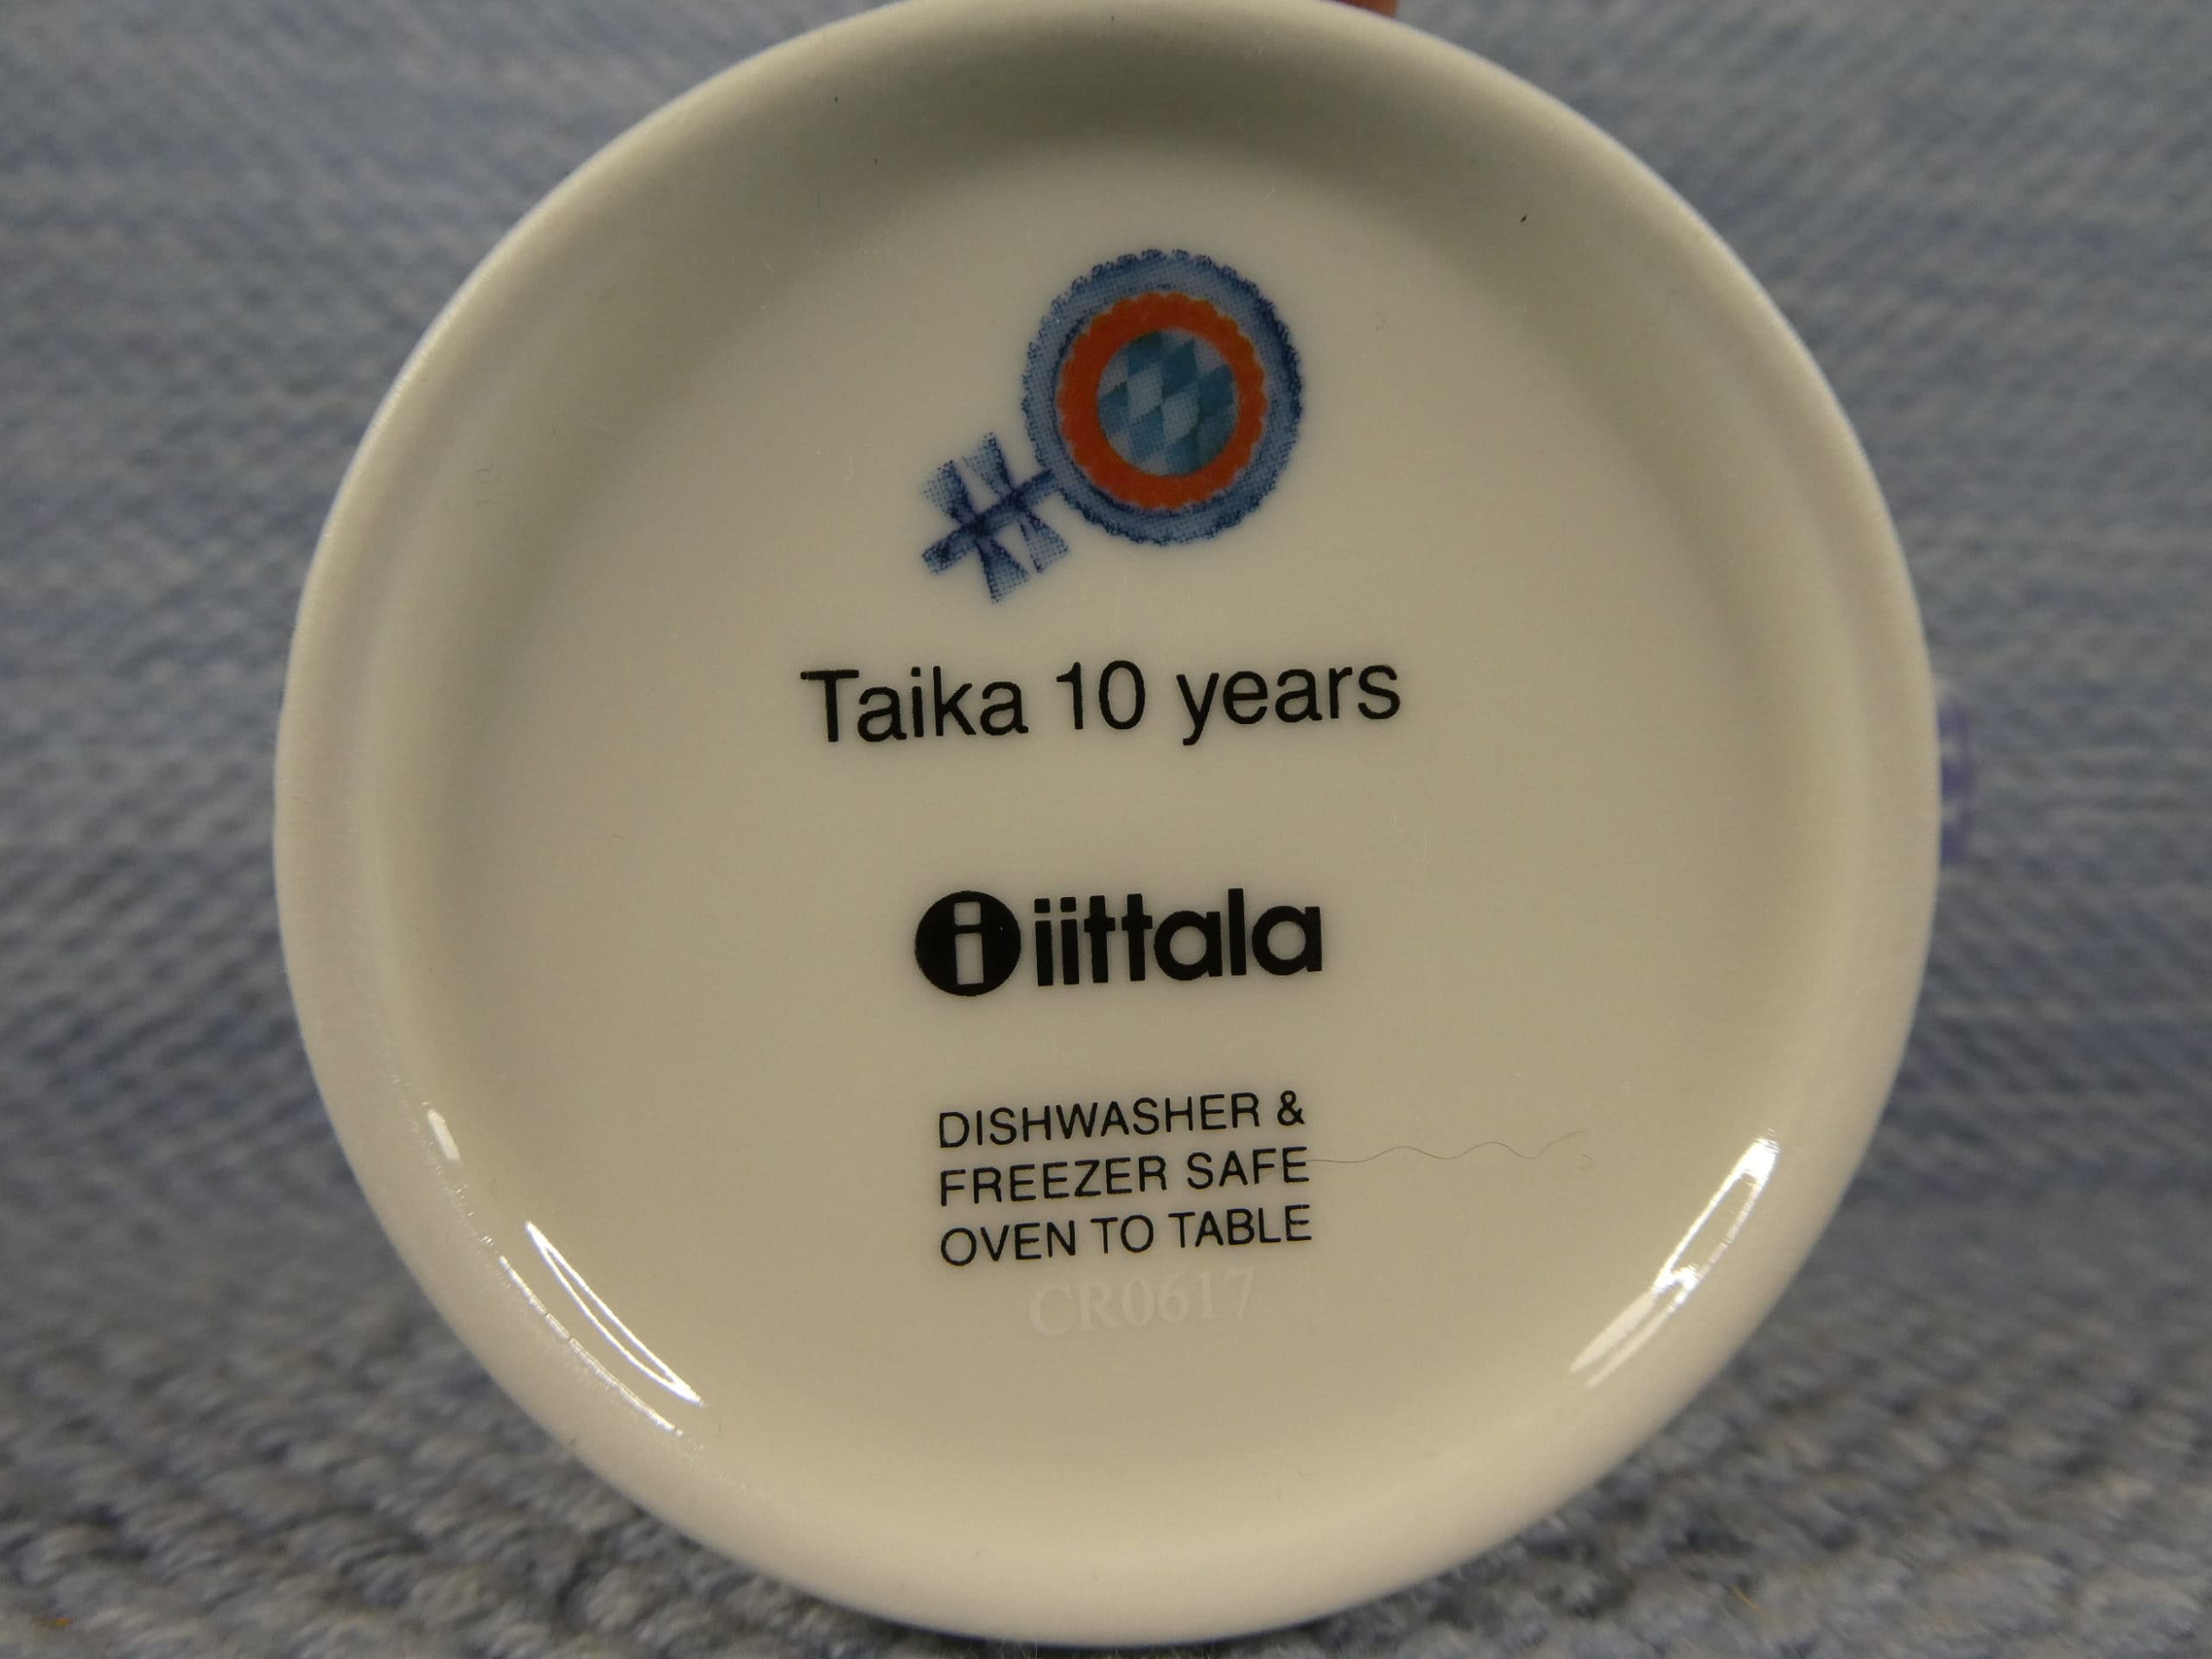 Taika 10 years
i iittala
DISHWASHER &
FREEZER SAFE
OVEN TO TABLE
CR0617